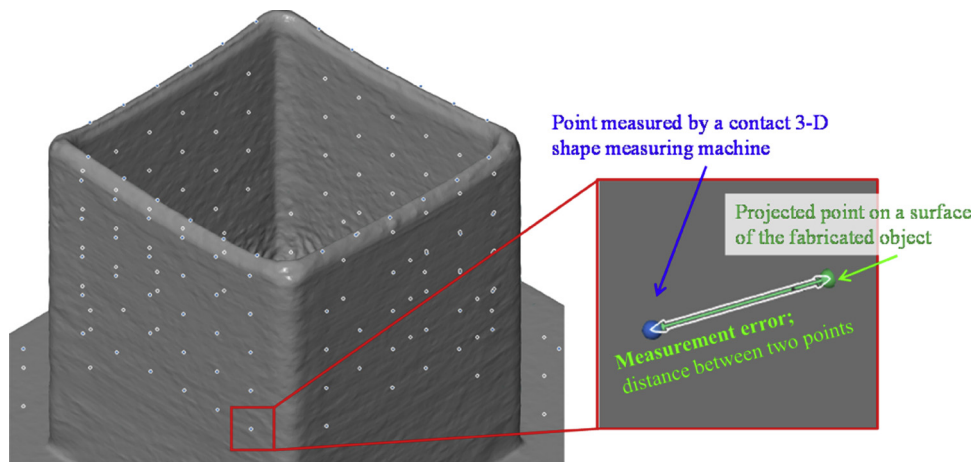 Point measured by a contact 3-D
shape measuring machine
Projected point on a surface
of the fabricated object
Measurement error;
distance between two points